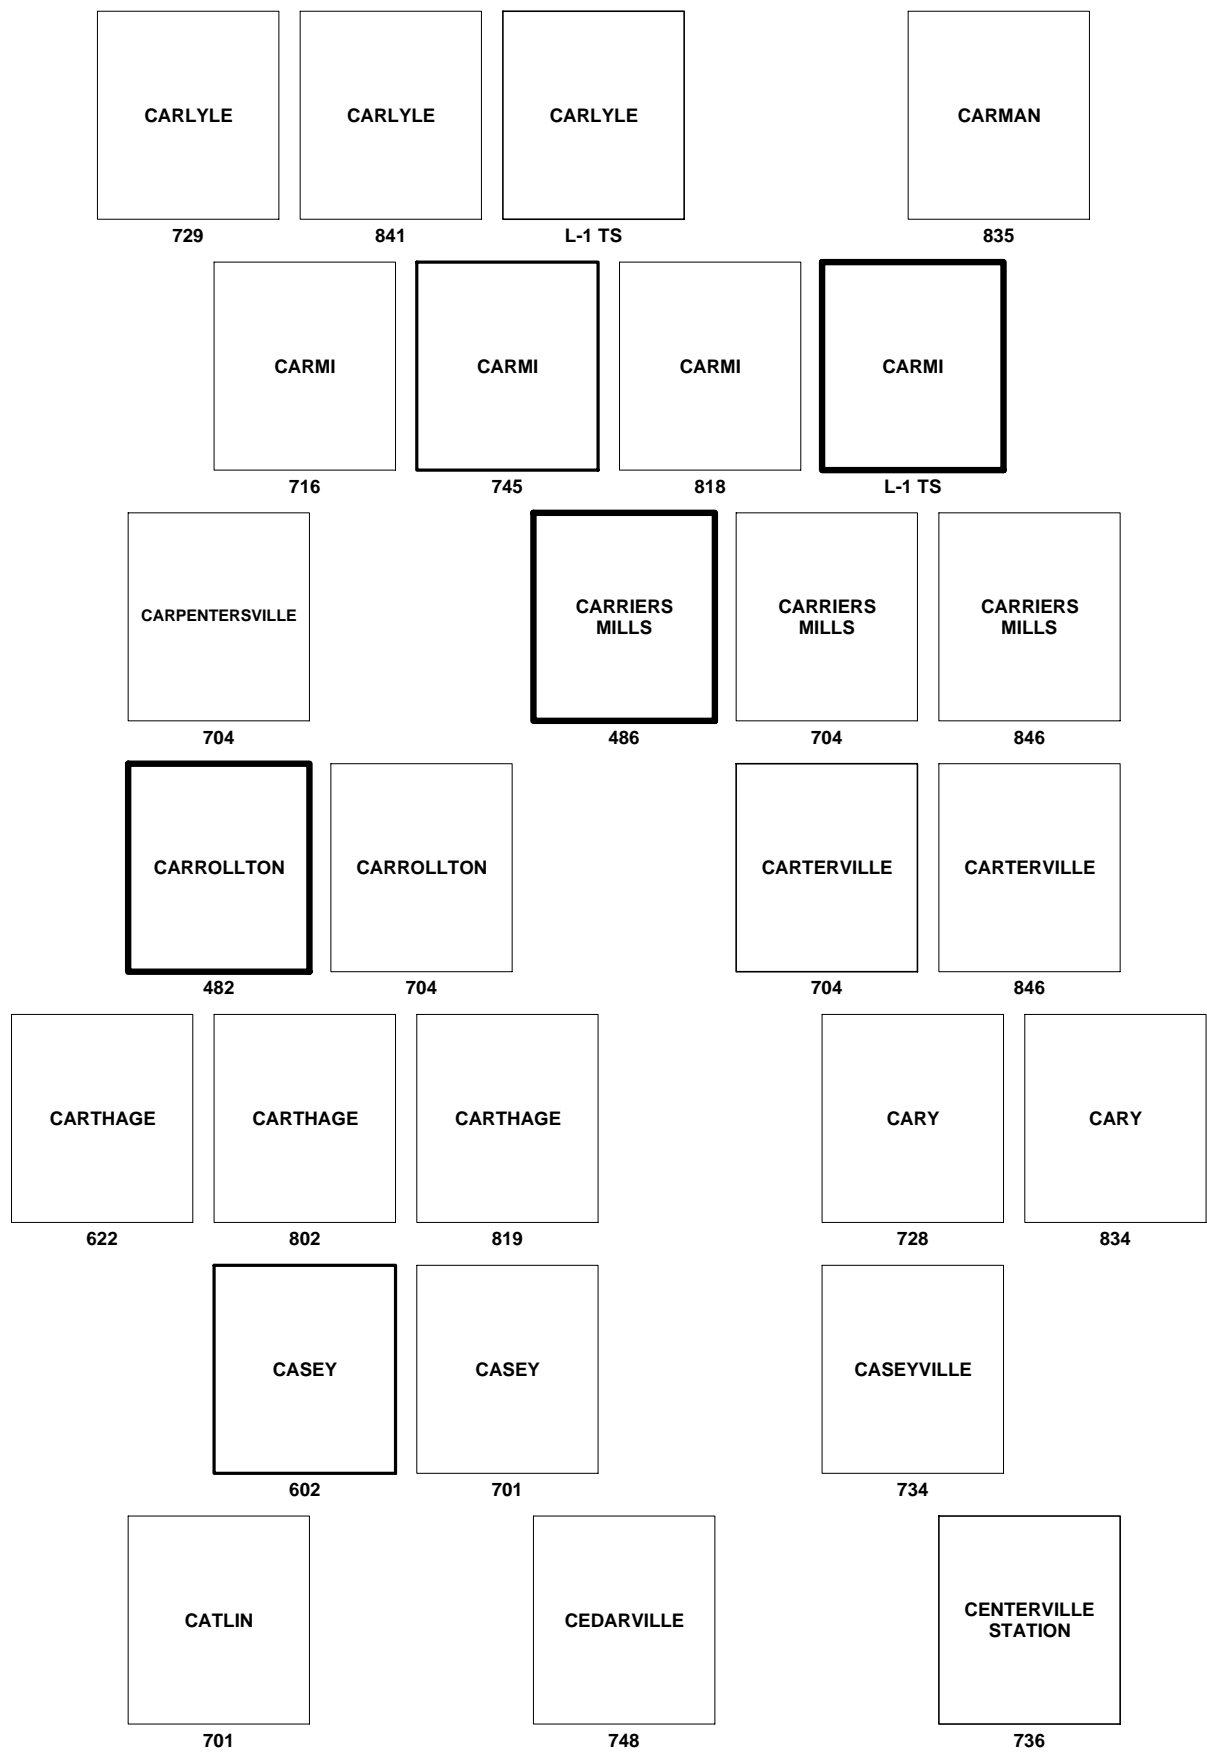 CARLYLE CARLYLE CARLYLE CARMAN
729 841 L-1 TS 835
CARMI CARMI CARMI CARMI
716 745 818 L-1 TS
CARPENTERSVILLE CARRIERS MILLS CARRIERS MILLS CARRIERS MILLS
704 486 704 846
CARROLLTON CARROLLTON CARTERVILLE CARTERVILLE
482 704 704 846
CARTHAGE CARTHAGE CARTHAGE CARY CARY
622 802 819 728 834
CASEY CASEY CASEYVILLE
602 701 734
CATLIN CEDARVILLE CENTERVILLE STATION
701 748 736